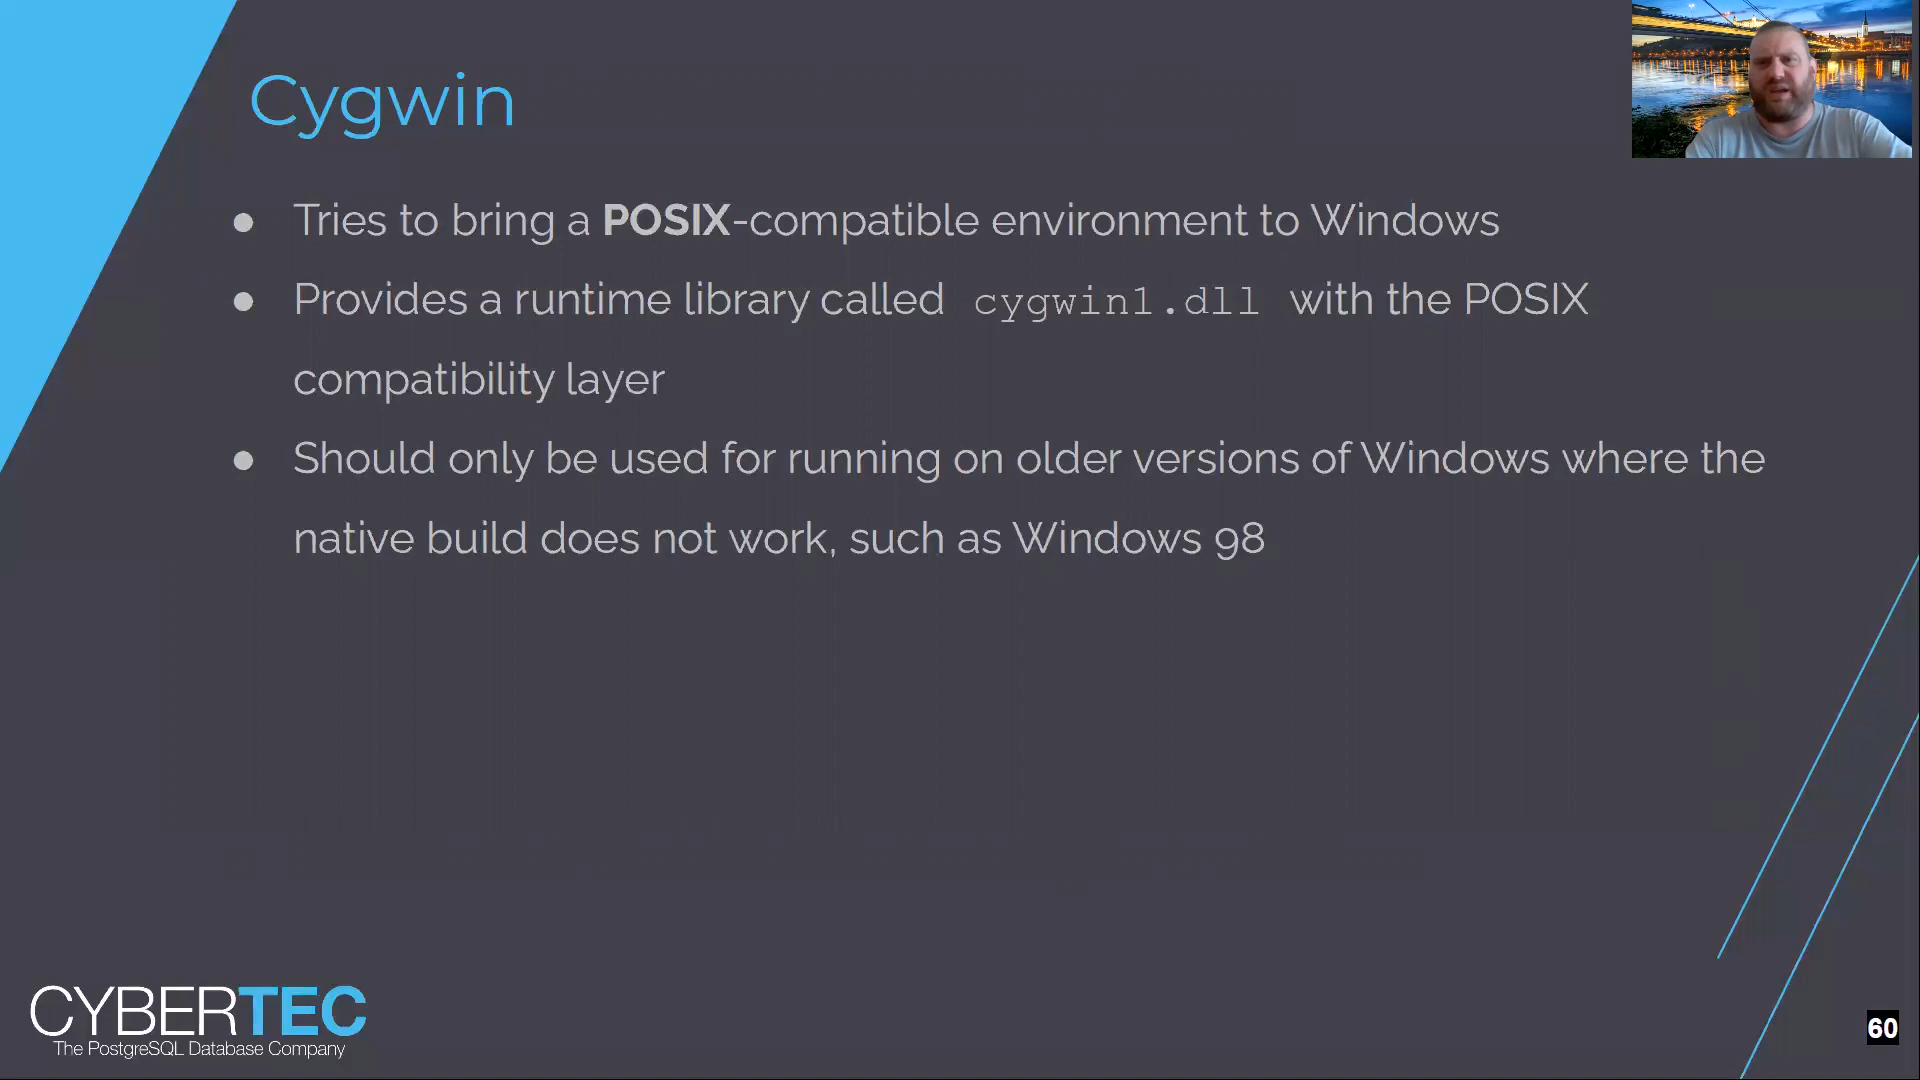 Cygwin
● Tries to bring a POSIX-compatible environment to Windows
● Provides a runtime library called cygwin1.dll with the POSIX
compatibility layer
● Should only be used for running on older versions of Windows where the
native build does not work, such as Windows 98
CYBERTEC
The PostgreSQL Database Company
60